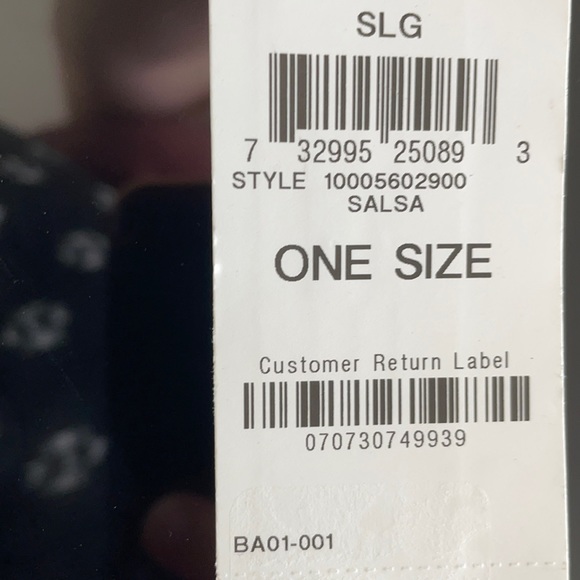 SLG
7 32995 25089 3
STYLE 10005602900
SALSA
ONE SIZE
Customer Return Label
070730749939
BA01-001